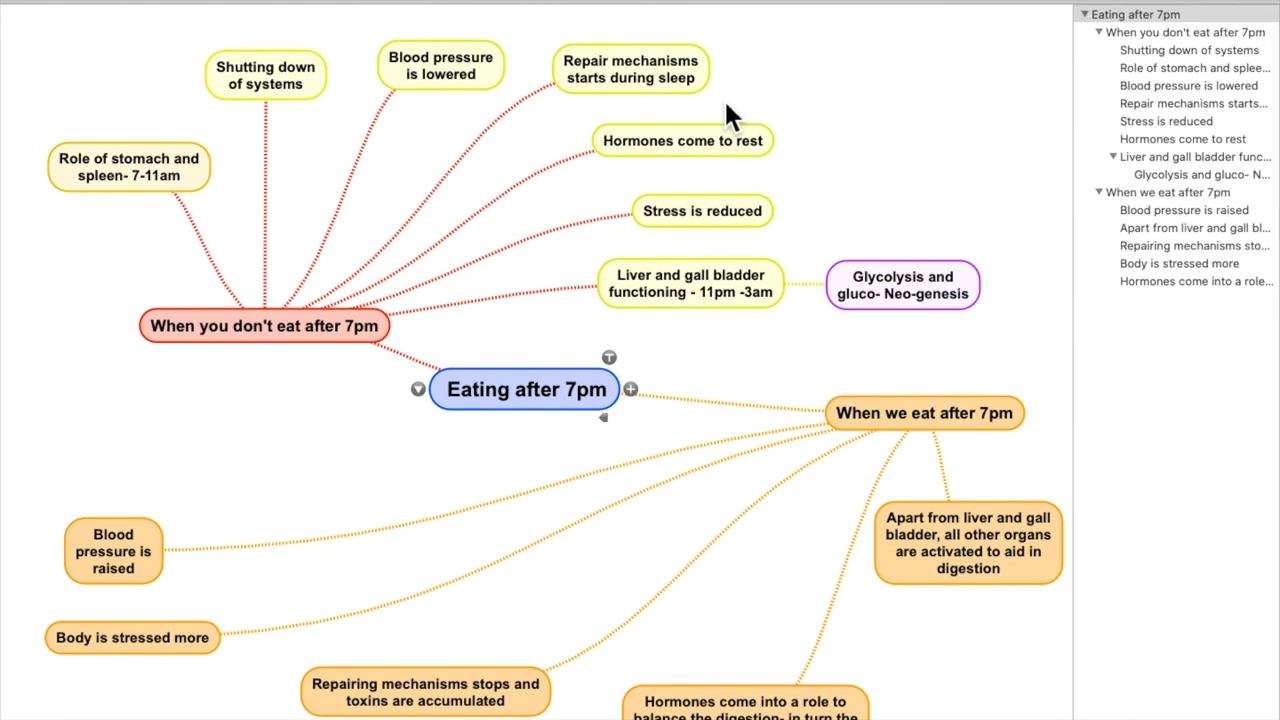 Shutting down
of systems
Blood pressure
is lowered
Repair mechanisms
starts during sleep
Hormones come to rest
Role of stomach and
spleen- 7-11am
Stress is reduced
Liver and gall bladder
functioning - 11pm -3am
Glycolysis and
gluco- Neo-genesis
When you don't eat after 7pm
T
Eating after 7pm
When we eat after 7pm
Blood
pressure is
raised
Apart from liver and gall
bladder, all other organs
are activated to aid in
digestion
Body is stressed more
Repairing mechanisms stops and
toxins are accumulated
Hormones come into a role to
balance the digestion- in turn the
Eating after 7pm
When you don't eat after 7pm
Shutting down of systems
Role of stomach and splee...
Blood pressure is lowered
Repair mechanisms starts...
Stress is reduced
Hormones come to rest
Liver and gall bladder func...
Glycolysis and gluco- N...
When we eat after 7pm
Blood pressure is raised
Apart from liver and gall bl...
Repairing mechanisms sto...
Body is stressed more
Hormones come into a role...